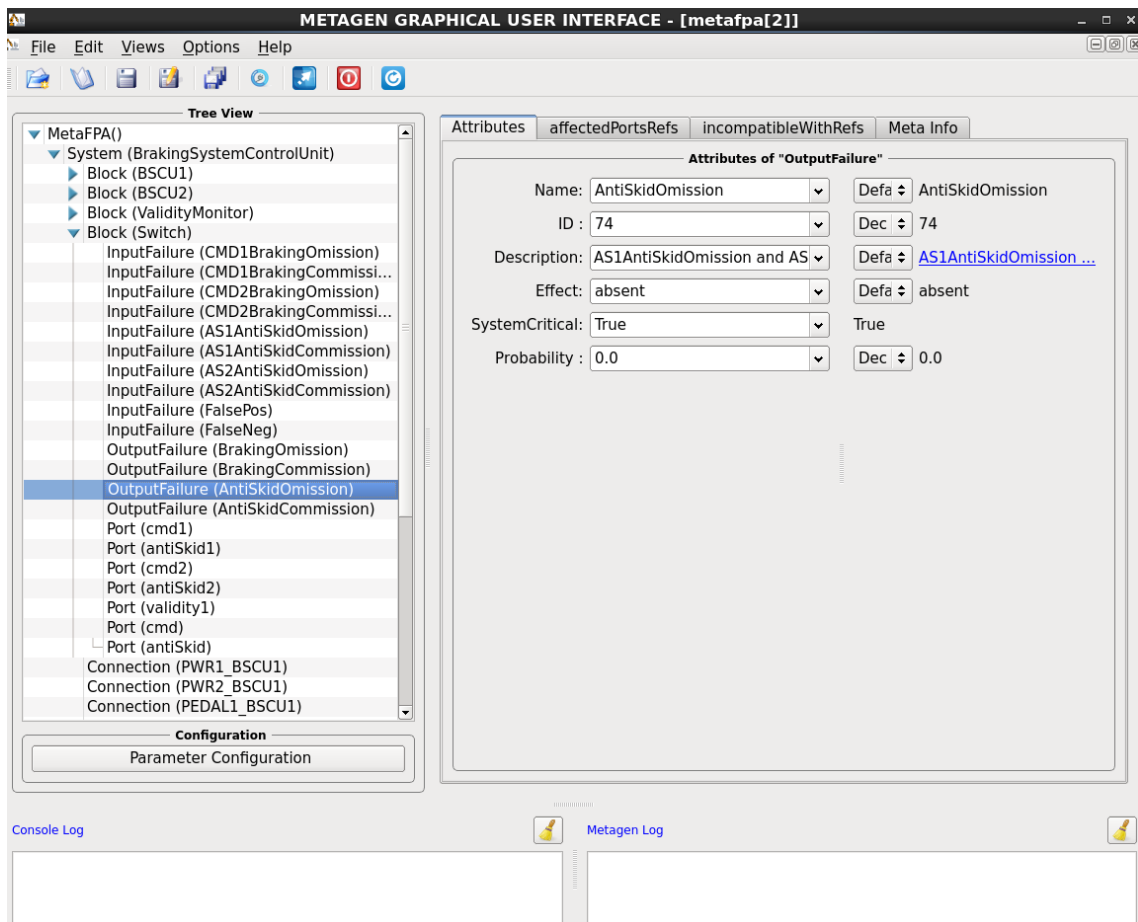 METAGEN GRAPHICAL USER INTERFACE - [metafpa[2]]
File Edit Views Options Help
Tree View
MetaFPA()
System (BrakingSystemControlUnit)
Block (BSCU1)
Block (BSCU2)
Block (ValidityMonitor)
Block (Switch)
InputFailure (CMD1BrakingOmission)
InputFailure (CMD1BrakingCommissi...
InputFailure (CMD2BrakingOmission)
InputFailure (CMD2BrakingCommissi...
InputFailure (AS1AntiSkidOmission)
InputFailure (AS1AntiSkidCommission)
InputFailure (AS2AntiSkidOmission)
InputFailure (AS2AntiSkidCommission)
InputFailure (FalsePos)
InputFailure (FalseNeg)
OutputFailure (BrakingOmission)
OutputFailure (BrakingCommission)
OutputFailure (AntiSkidOmission)
OutputFailure (AntiSkidCommission)
Port (cmd1)
Port (antiSkid1)
Port (cmd2)
Port (antiSkid2)
Port (validity1)
Port (cmd)
Port (antiSkid)
Connection (PWR1_BSCU1)
Connection (PWR2_BSCU1)
Connection (PEDAL1_BSCU1)
Configuration
Parameter Configuration
Attributes affectedPortsRefs incompatibleWithRefs Meta Info
Attributes of "OutputFailure"
Name: AntiSkidOmission Defa AntiSkidOmission
ID : 74 Dec 74
Description: AS1AntiSkidOmission and AS Defa AS1AntiSkidOmission ...
Effect: absent Defa absent
SystemCritical: True True
Probability : 0.0 Dec 0.0
Console Log
Metagen Log